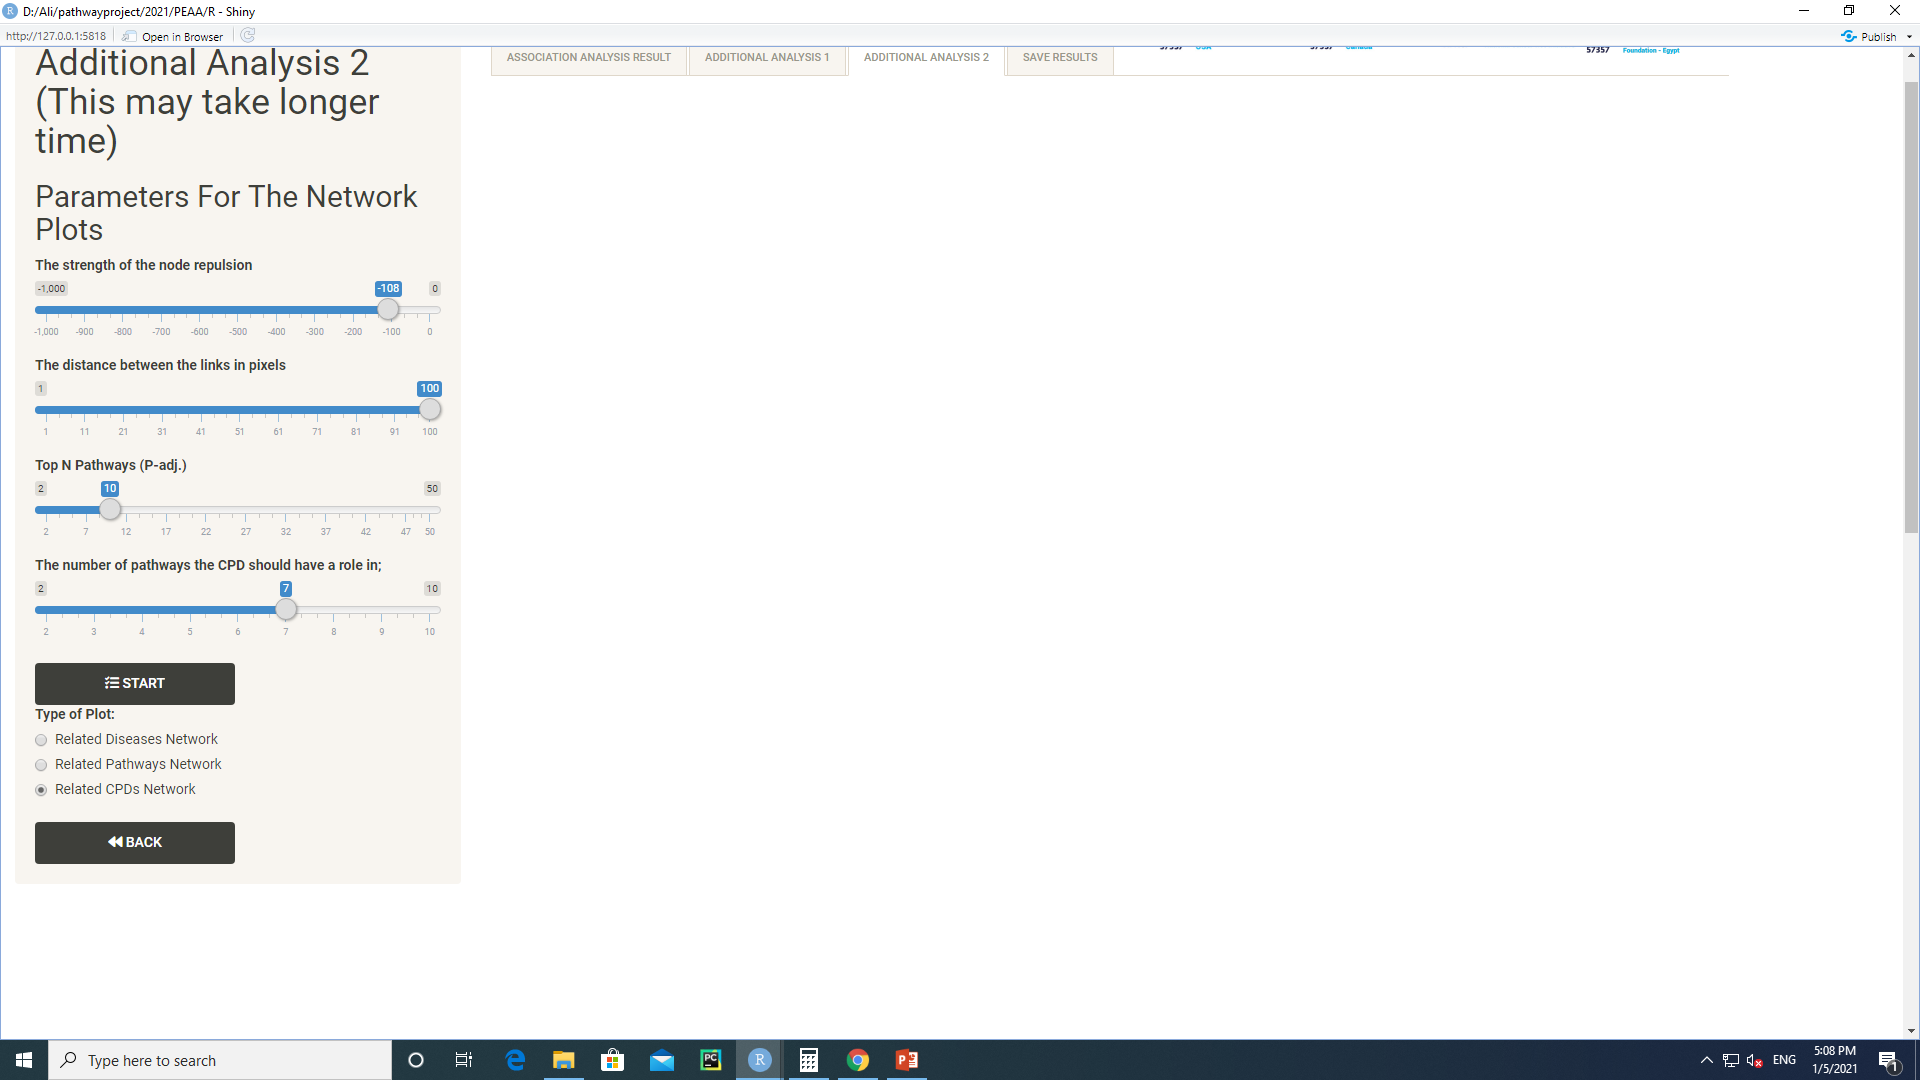 D:/Ali/pathwayproject/2021/PEAA/R - Shiny
http://127.0.0.1:5818
Open in Browser
Publish
Additional Analysis 2
(This may take longer
time)
Parameters For The Network
Plots
The strength of the node repulsion
-1,000 -108 0
-1,000 -900 -800 -700 -600 -500 -400 -300 -200 -100 0
The distance between the links in pixels
1 100
1 11 21 31 41 51 61 71 81 91 100
Top N Pathways (P-adj.)
2 10 50
2 7 12 17 22 27 32 37 42 47 50
The number of pathways the CPD should have a role in;
2 7 10
2 3 4 5 6 7 8 9 10
START
Type of Plot:
Related Diseases Network
Related Pathways Network
Related CPDs Network
BACK
57357 Foundation - Egypt
ASSOCIATION ANALYSIS RESULT ADDITIONAL ANALYSIS 1 ADDITIONAL ANALYSIS 2 SAVE RESULTS
Type here to search
PC
R
P
ENG
5:08 PM
1/5/2021
1